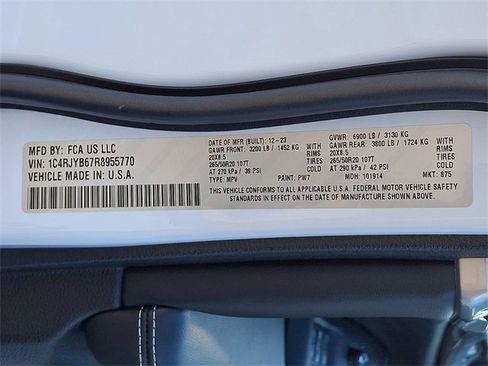 MFD BY: FCA US LLC
VIN: 1C4RJYB67R8955770
VEHICLE MADE IN: U.S.A.
DATE OF MFR (BUILT): 12-23
GAWR FRONT: 3200 LB / 1452 KG WITH
20X8.5 RIMS
265/50R20 107T TIRES
AT 270 kPa / 39 PSI COLD
TYPE: MPV PAINT: PW7
GVWR: 6900 LB / 3130 KG
GAWR REAR: 3800 LB / 1724 KG WITH
20X8.5 RIMS
265/50R20 107T TIRES
AT 290 kPa / 42 PSI COLD
MDH: 101914 MKT: 875
THIS VEHICLE CONFORMS TO ALL APPLICABLE U.S.A. FEDERAL MOTOR VEHICLE SAFETY
STANDARDS IN EFFECT ON THE DATE OF MANUFACTURE SHOWN ABOVE.